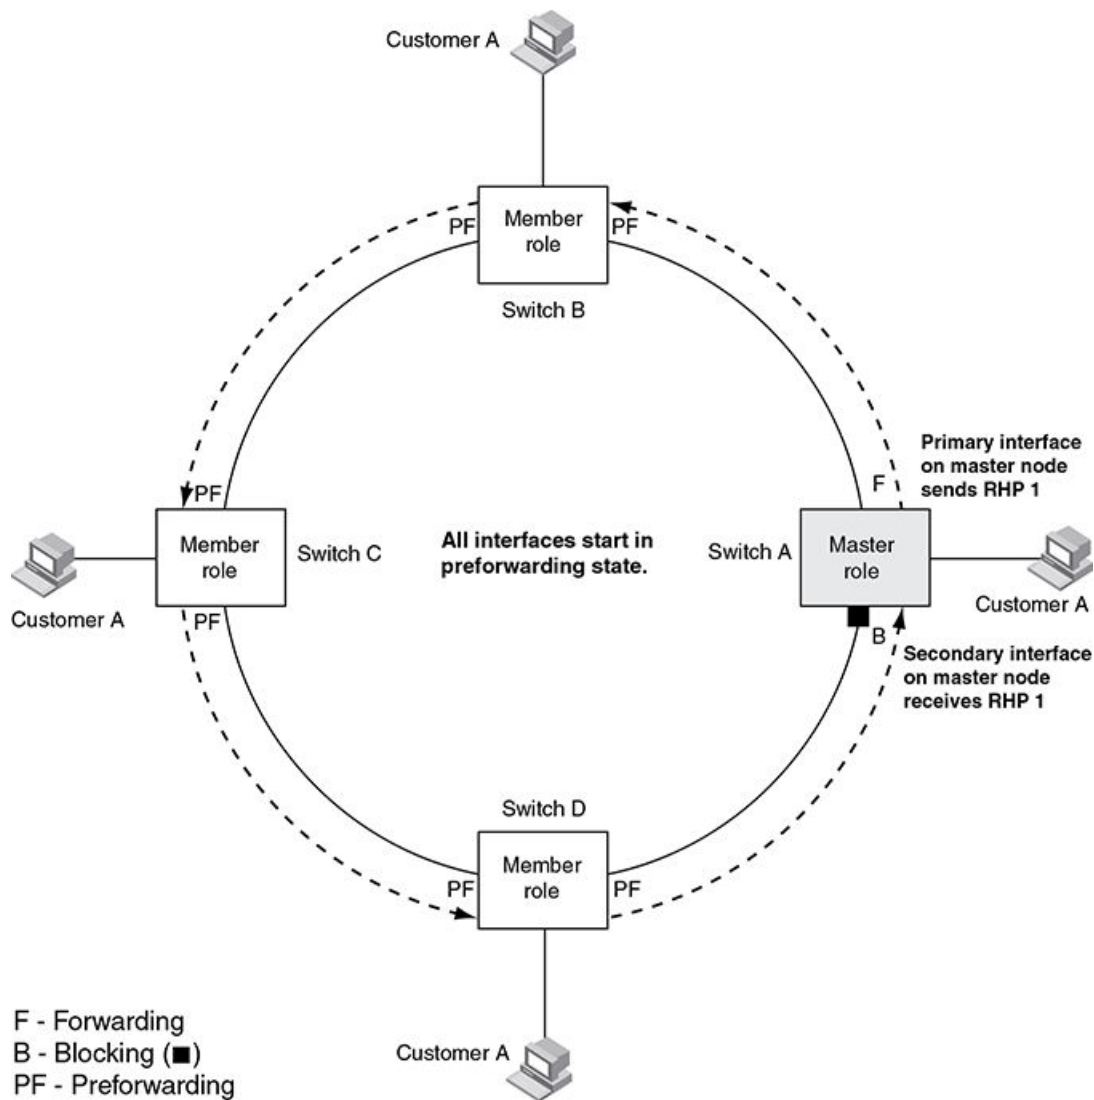 Customer A
PF
Member
role
PF
Switch B
Primary interface
on master node
sends RHP 1
F
PF
Customer A
Member
role
Switch C
All interfaces start in
preforwarding state.
Switch A
Master
role
Customer A
PF
B
Secondary interface
on master node
receives RHP 1
Switch D
PF
Member
role
PF
Customer A
F - Forwarding
B - Blocking (■)
PF - Preforwarding